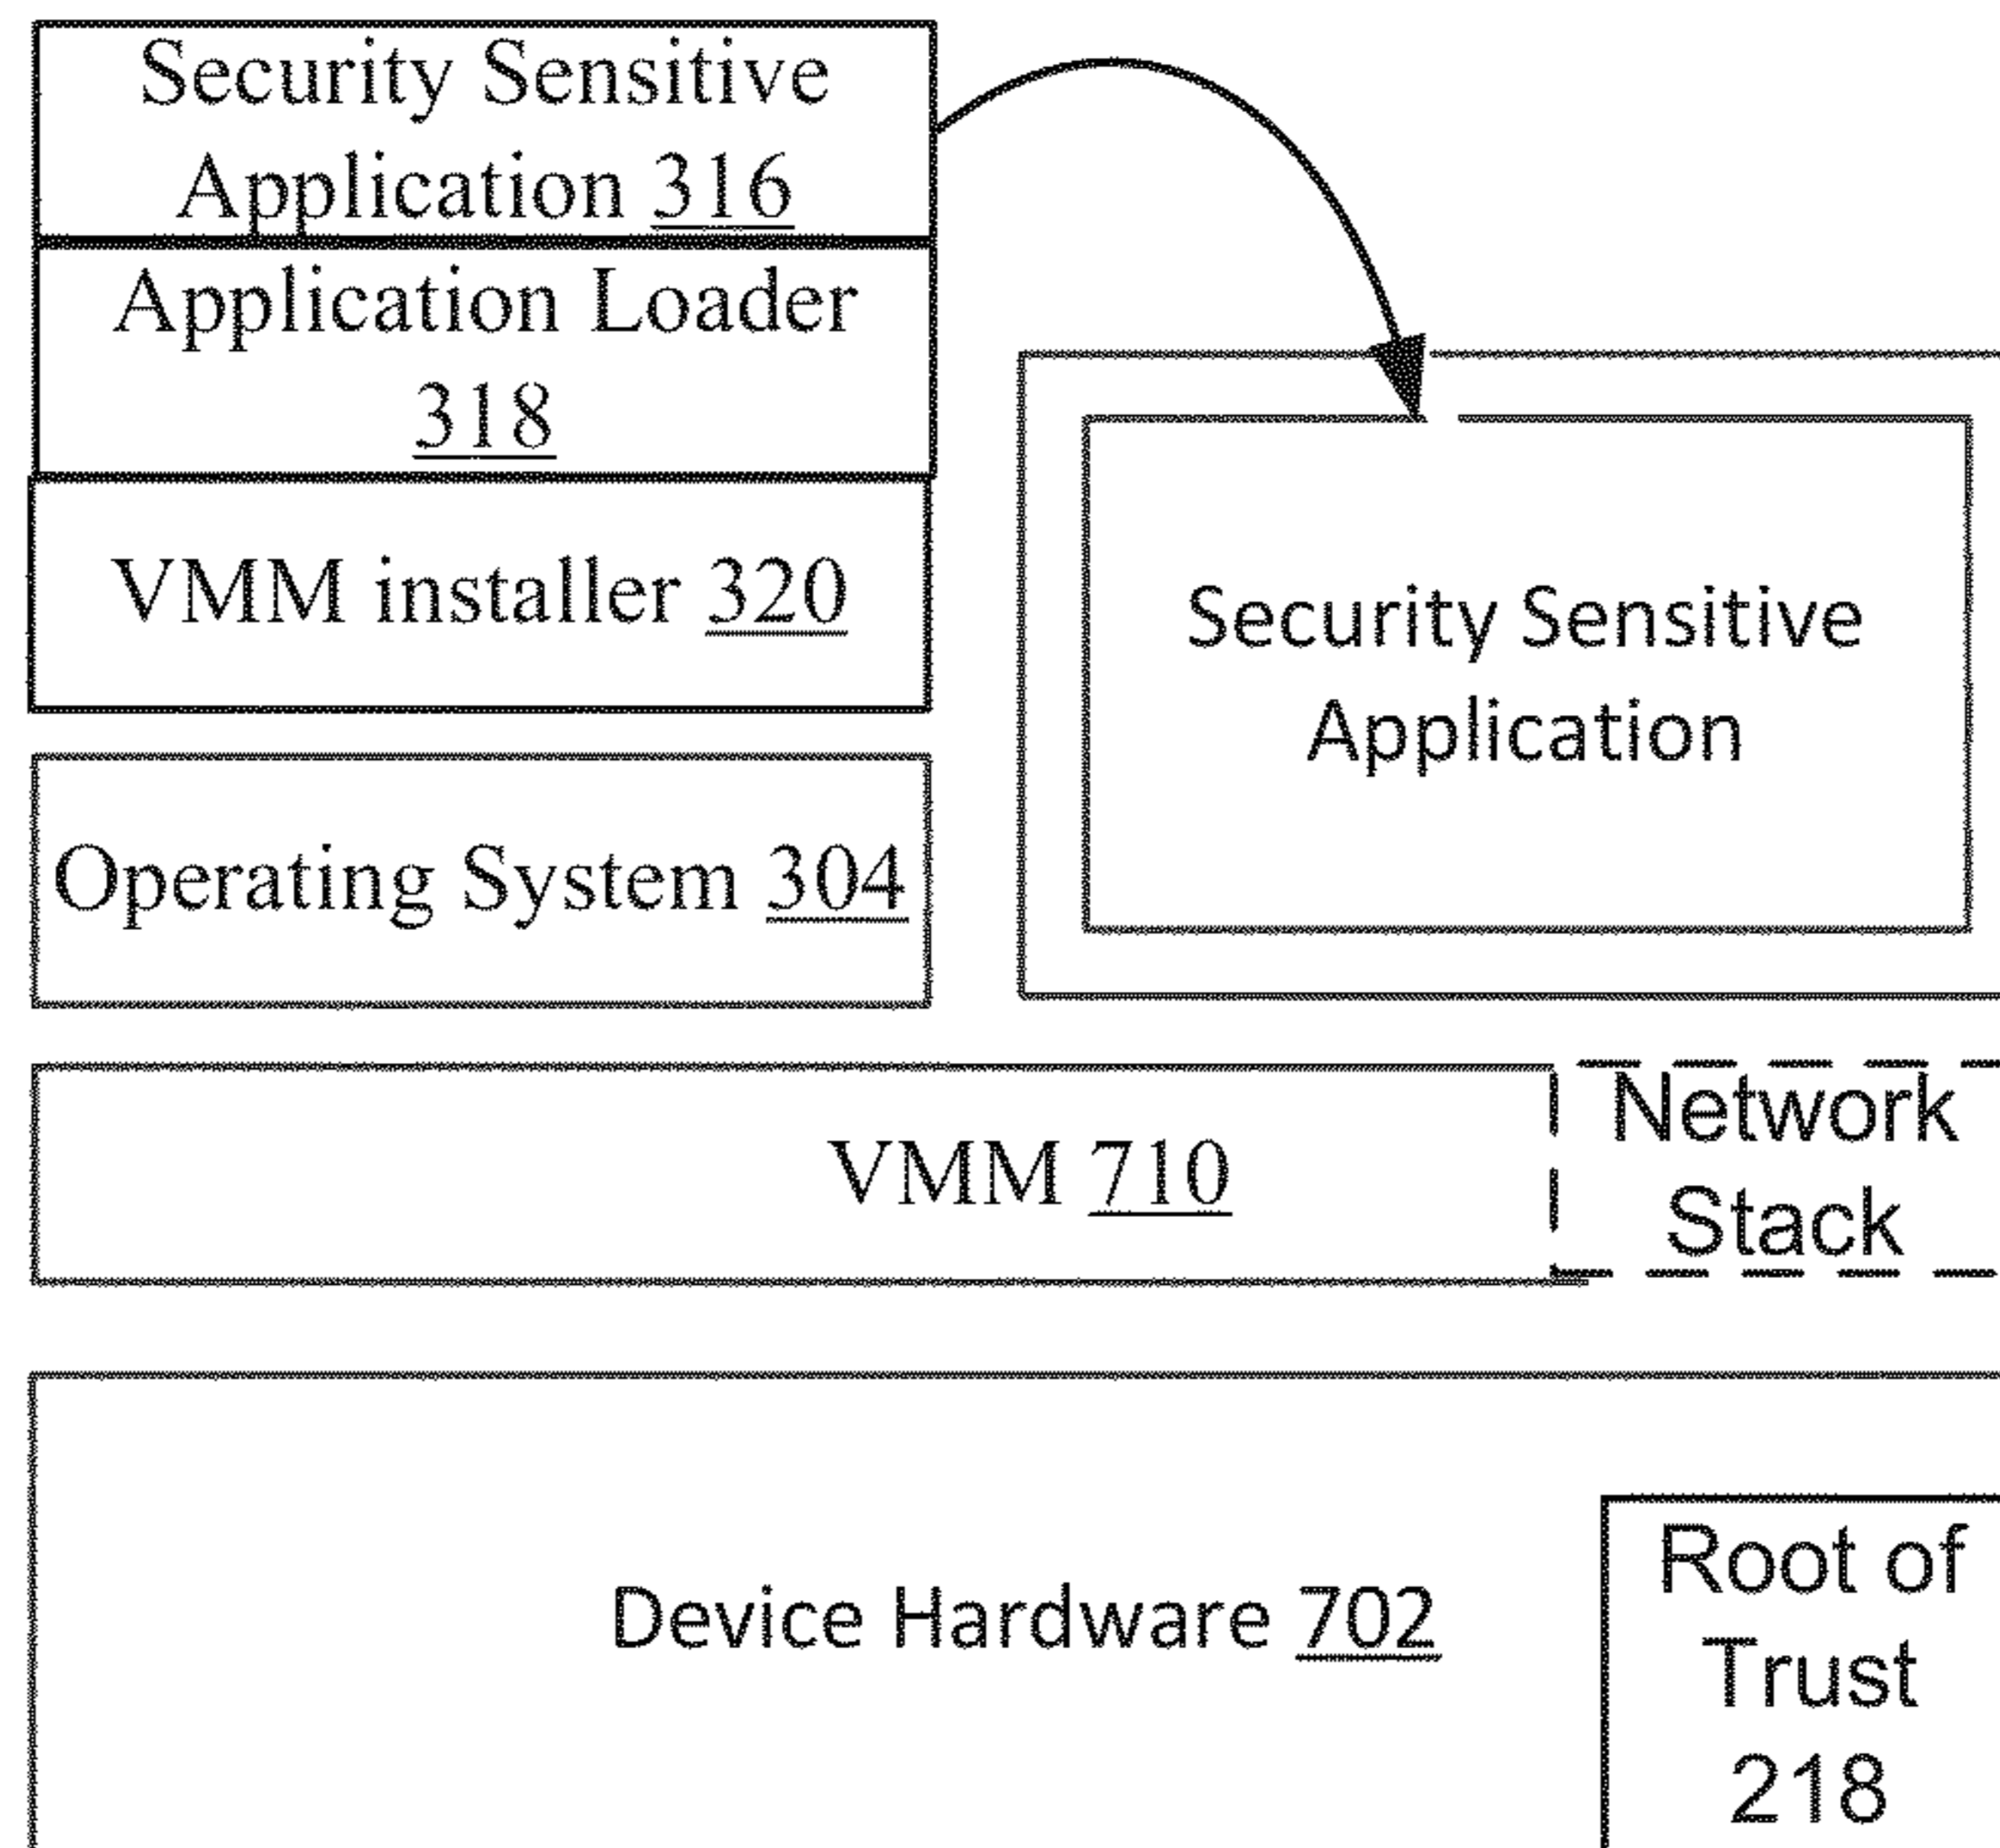 Security Sensitive
Application 316
Application Loader
318
VMM installer 320
Security Sensitive
Application
Operating System 304
VMM 710
Network
Stack
Device Hardware 702
Root of
Trust
218